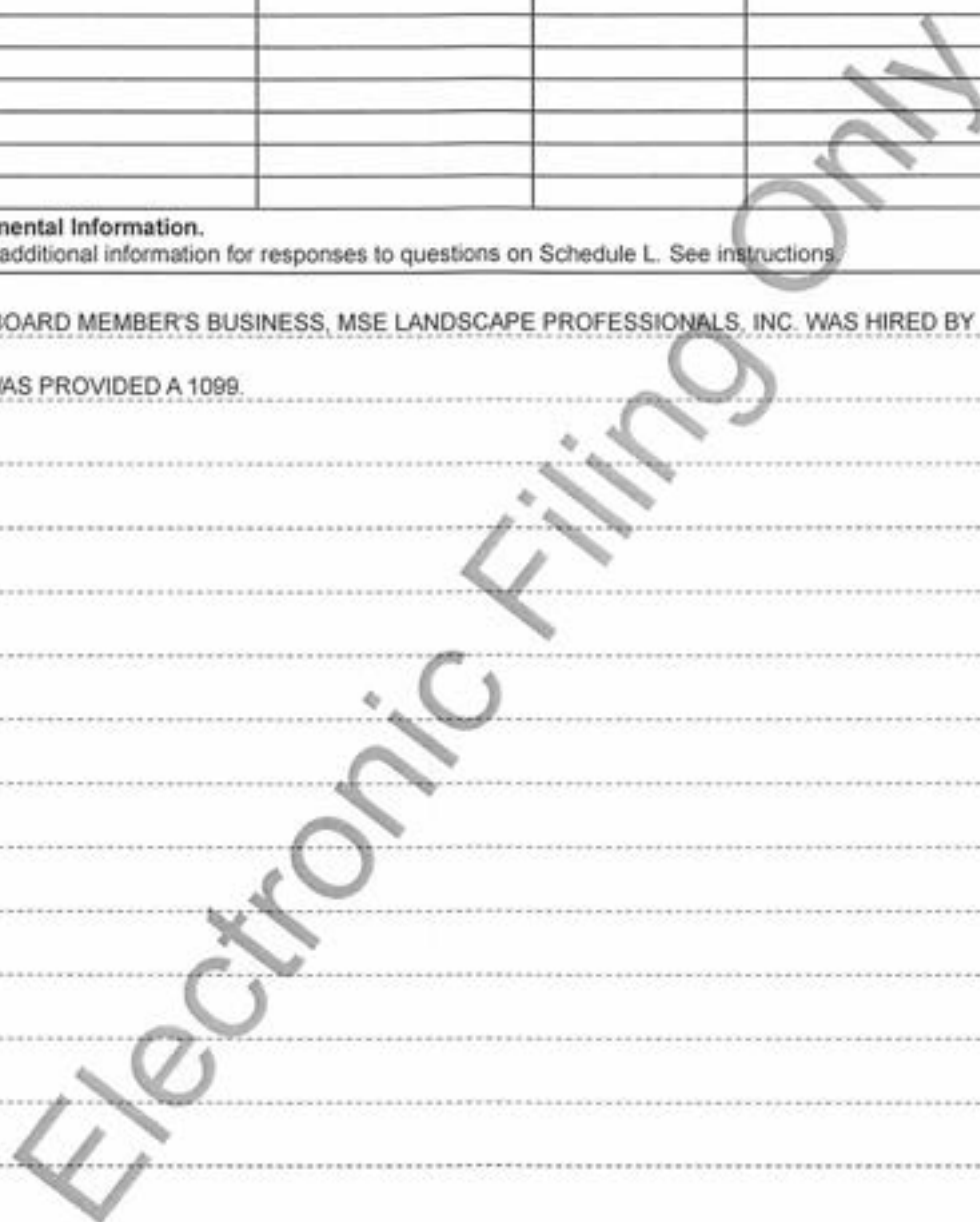 nental Information.
additional information for responses to questions on Schedule L. See instructions.
BOARD MEMBER'S BUSINESS, MSE LANDSCAPE PROFESSIONALS, INC. WAS HIRED BY
WAS PROVIDED A 1099.
Electronic Filing Only